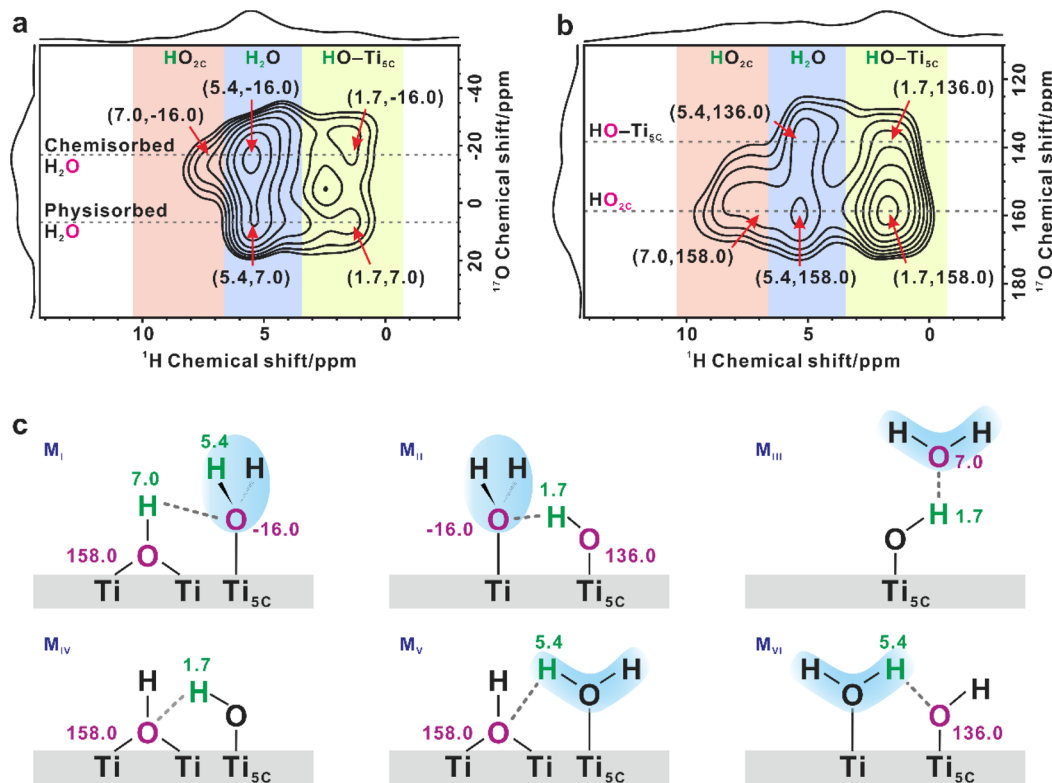 a
HO2C
H2O
HO–Ti5C
(5,4,-16.0)
(1.7,-16.0)
(7.0,-16.0)
Chemisorbed
H2O
Physisorbed
H2O
(5.4,7.0)
(1.7,7.0)
-40
-20
0
20
17O Chemical shift/ppm
10
5
0
1H Chemical shift/ppm
b
HO2C
H2O
HO–Ti5C
(5.4,136.0)
(1.7,136.0)
HO–Ti5C
HO2C
(7.0,158.0)
(5.4,158.0)
(1.7,158.0)
120
140
160
180
17O Chemical shift/ppm
10
5
0
1H Chemical shift/ppm
c
MI
5.4
H H
7.0
H
O
-16.0
158.0
O
Ti Ti Ti5C
MII
H H
1.7
O H
-16.0
O
136.0
Ti Ti5C
MIII
H H
O 7.0
H
1.7
O
Ti5C
MIV
1.7
H H
O
158.0 O
Ti Ti Ti5C
MV
5.4
H H H
O
158.0 O
Ti Ti Ti5C
MVI
5.4
H H
O
H
O
136.0
Ti Ti5C